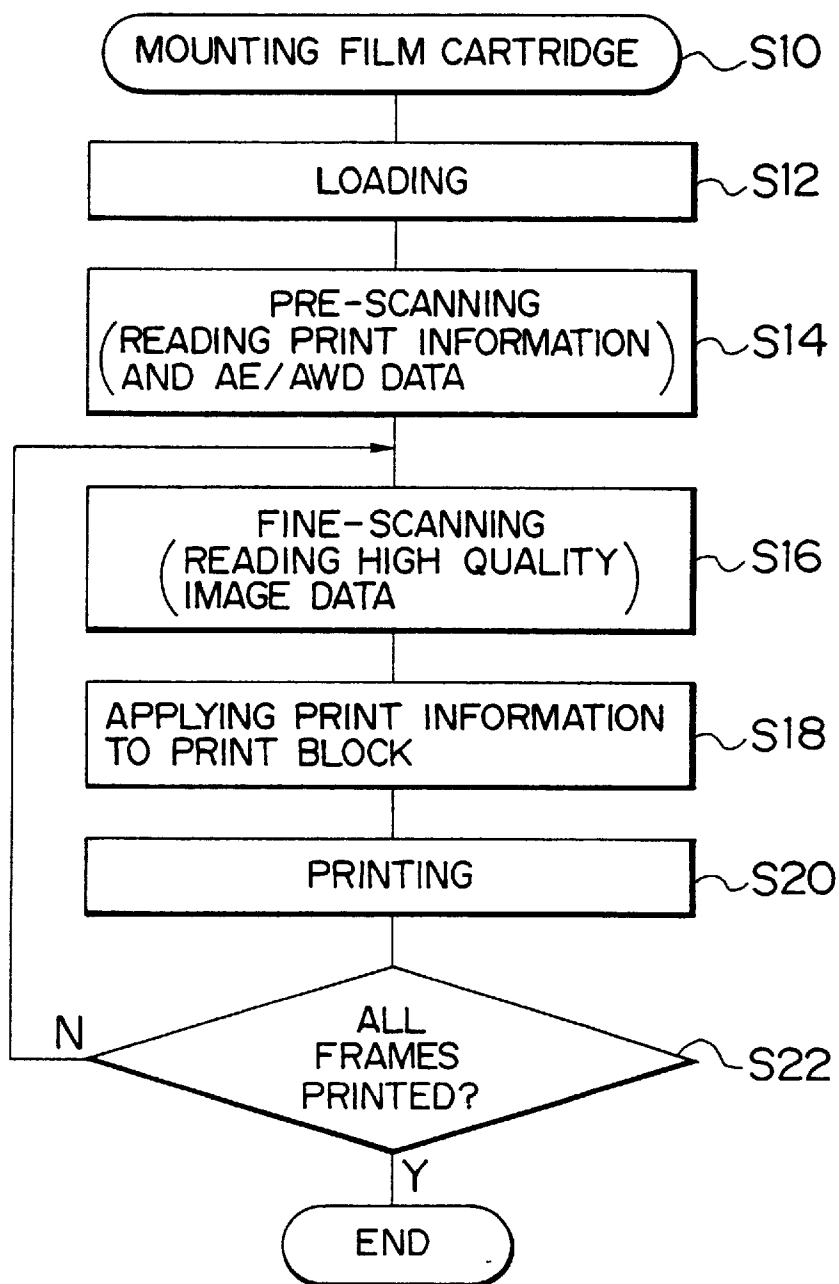 MOUNTING FILM CARTRIDGE
S10
LOADING
S12
PRE-SCANNING
(READING PRINT INFORMATION
AND AE/AWD DATA)
S14
FINE-SCANNING
(READING HIGH QUALITY
IMAGE DATA)
S16
APPLYING PRINT INFORMATION
TO PRINT BLOCK
S18
PRINTING
S20
ALL
FRAMES
PRINTED?
S22
N
Y
END